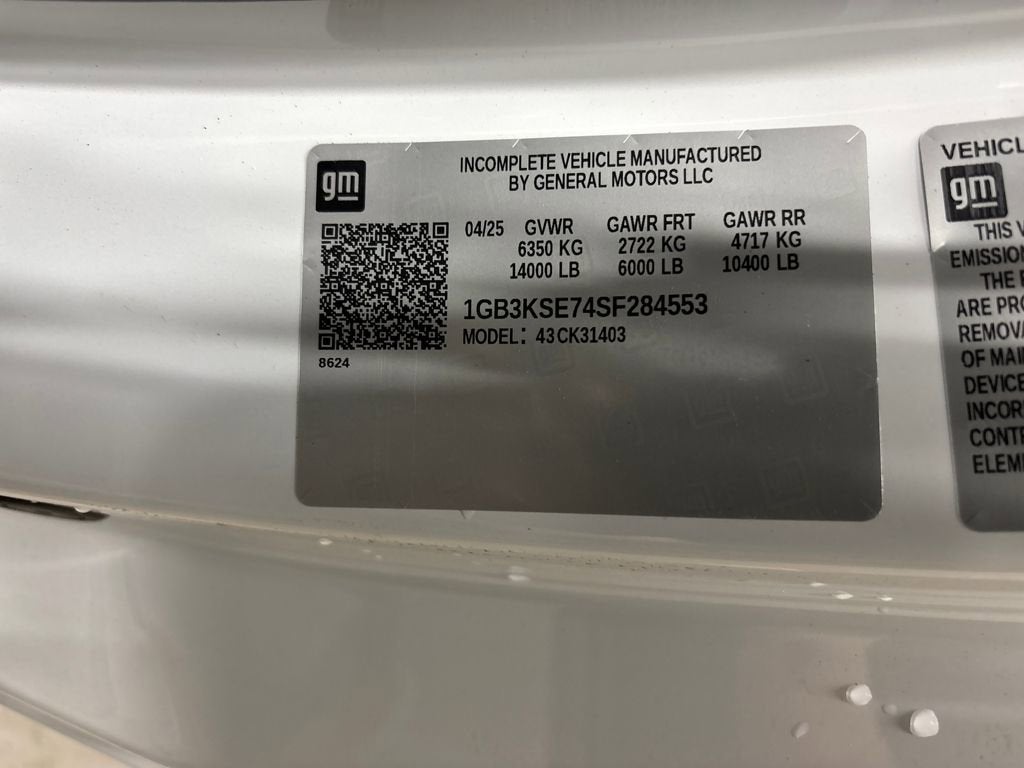 gm
INCOMPLETE VEHICLE MANUFACTURED
BY GENERAL MOTORS LLC
04/25 GVWR GAWR FRT GAWR RR
6350 KG 2722 KG 4717 KG
14000 LB 6000 LB 10400 LB
1GB3KSE74SF284553
MODEL: 43CK31403
8624
VEHICL
gm
THIS V
EMISSION
THE
ARE PRO
REMOVA
OF MAI
DEVICE
INCOR
CONT
ELEM